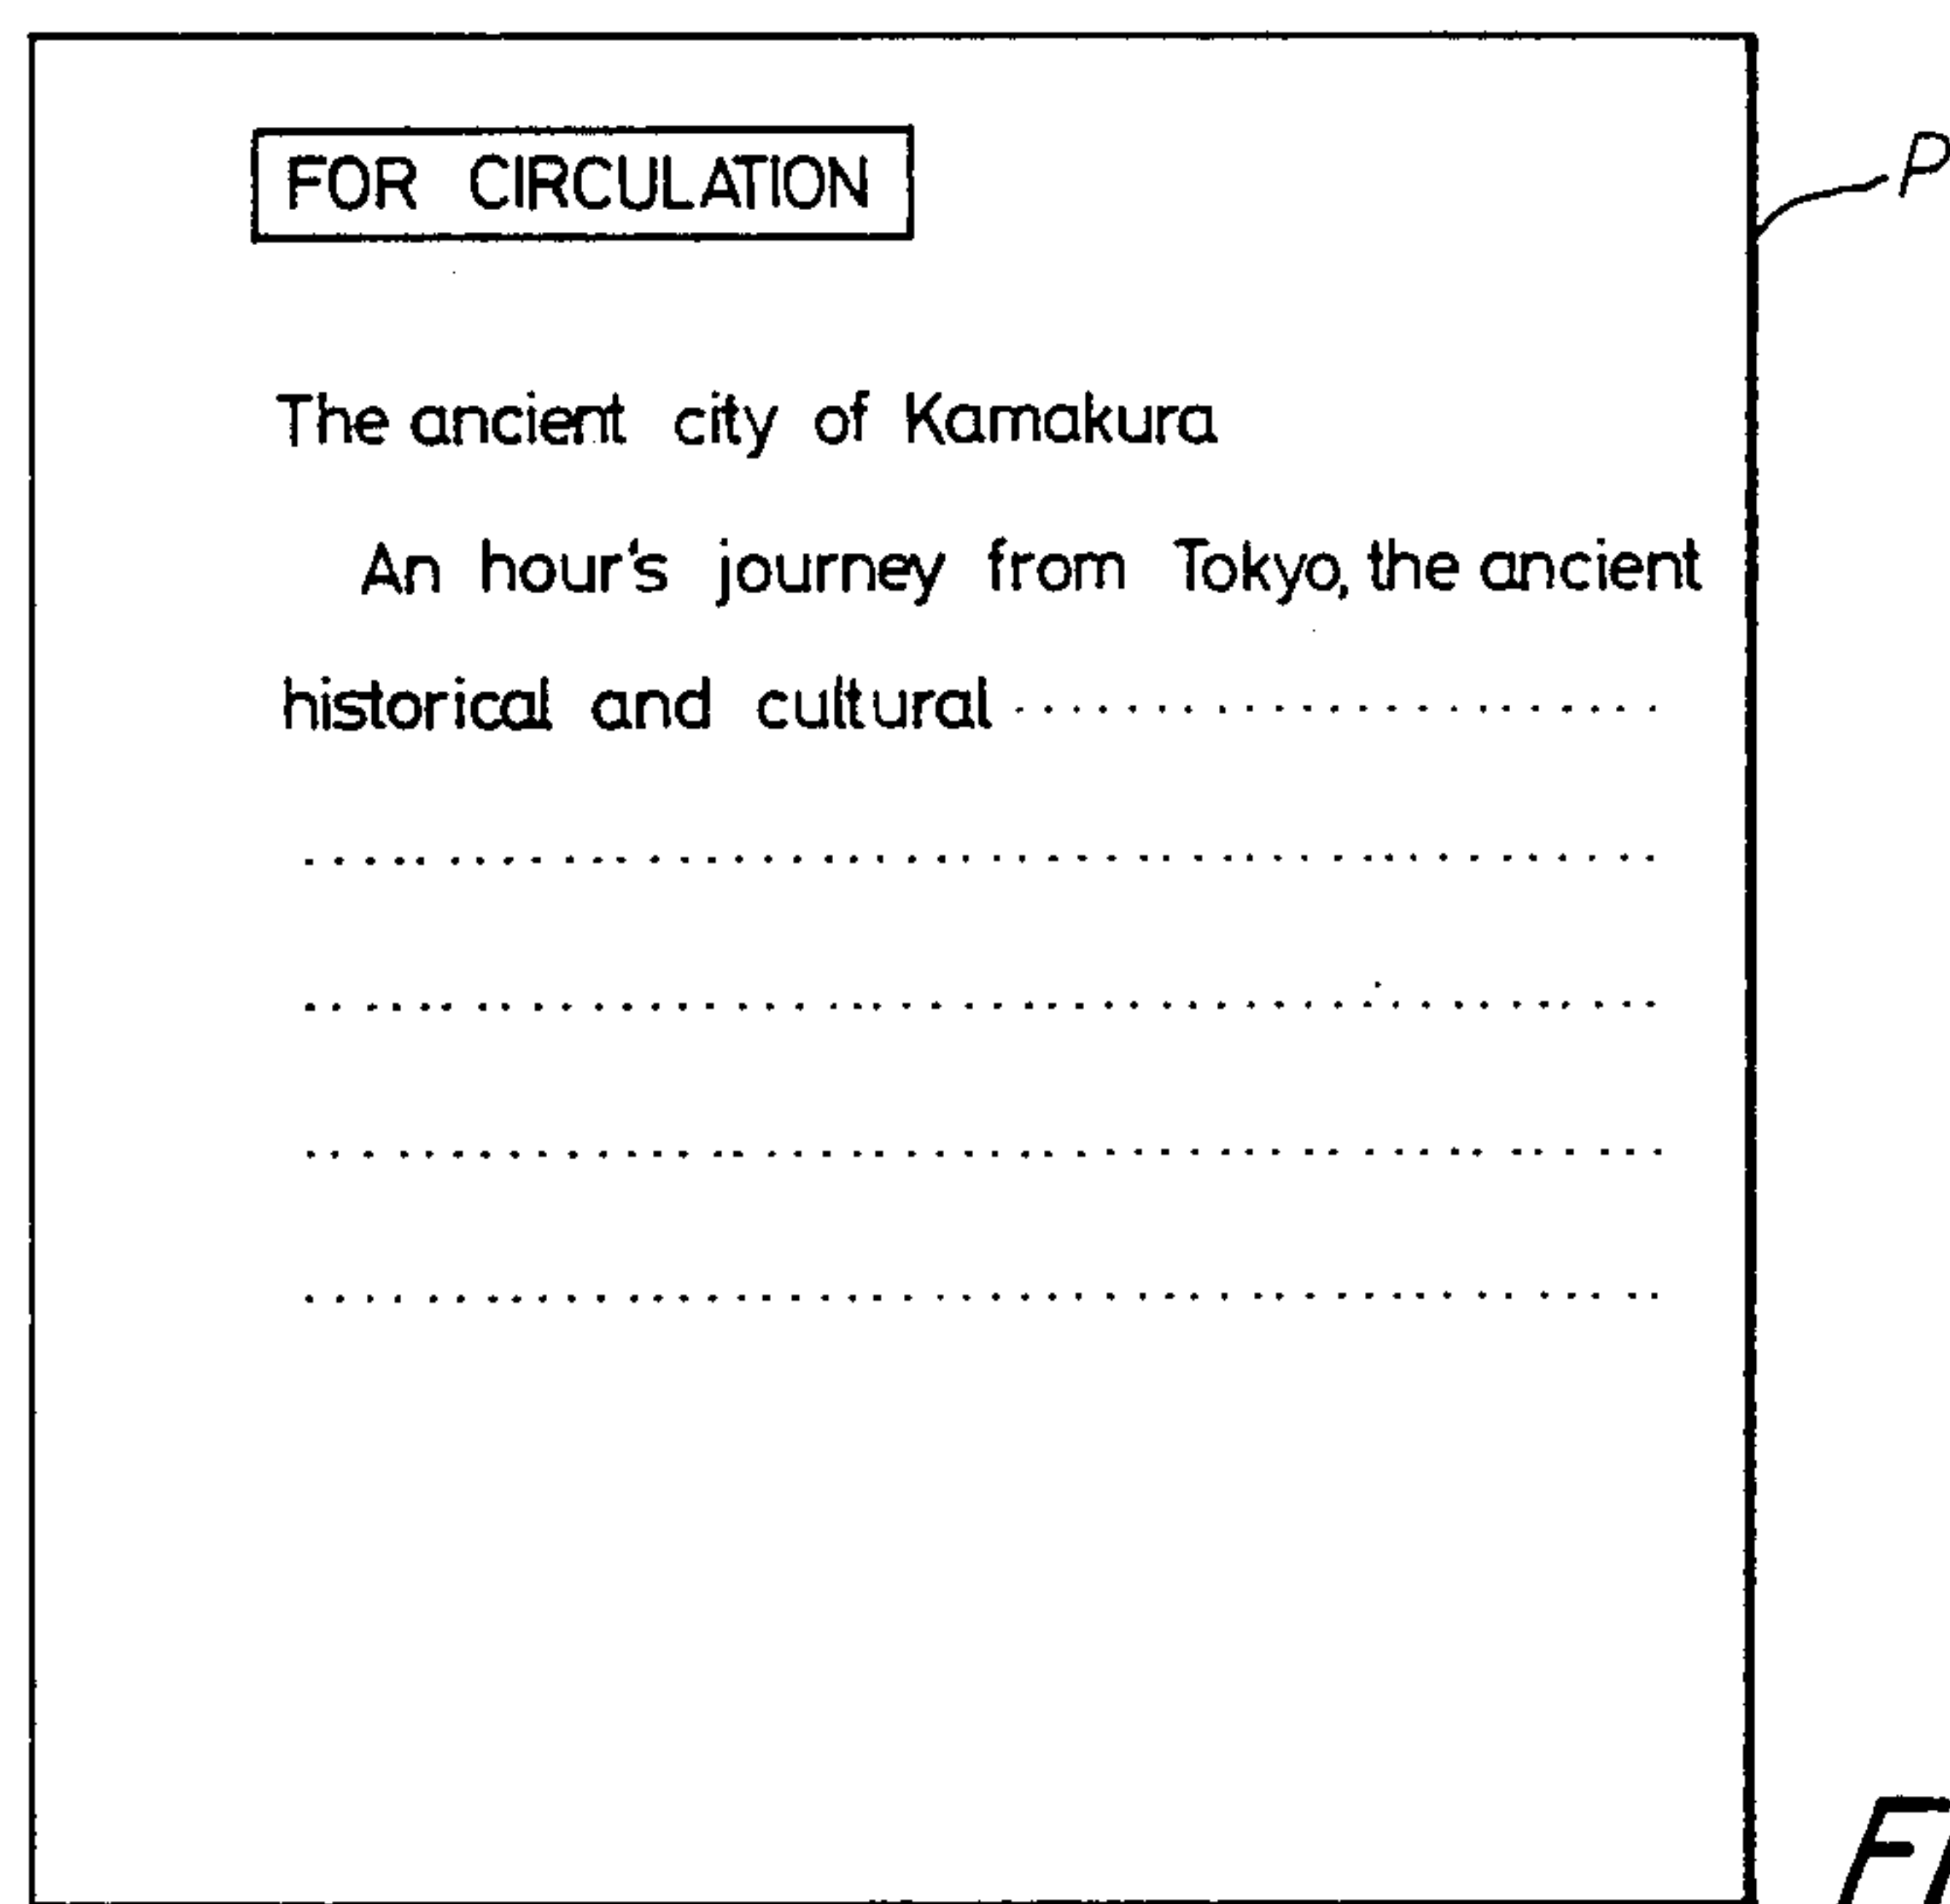 FOR CIRCULATION
P
The ancient city of Kamakura
An hour's journey from Tokyo, the ancient
historical and cultural ......................
................................................
................................................
................................................
................................................